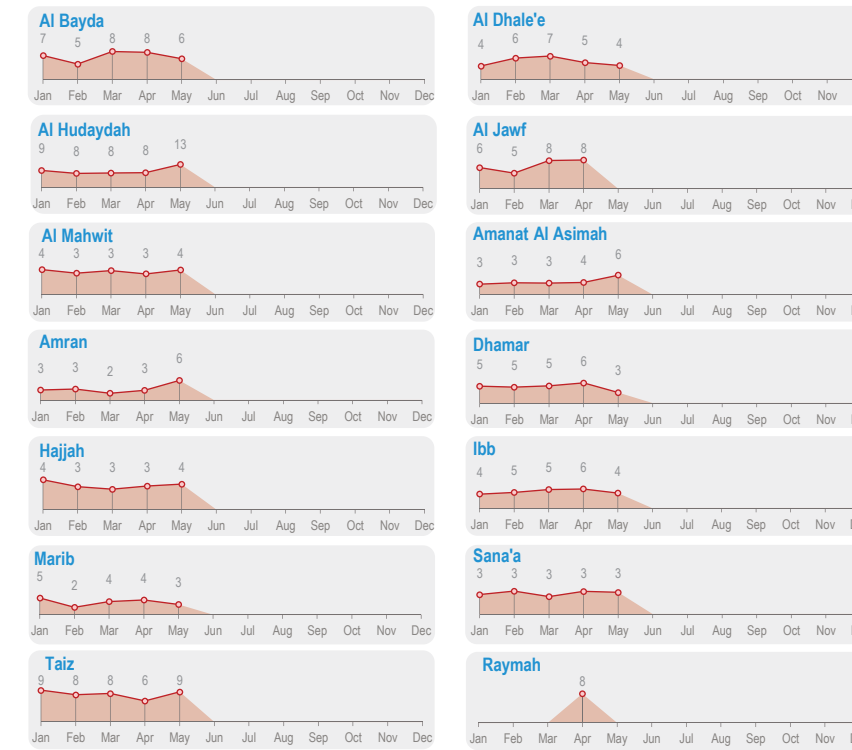 Al Bayda
7 5 8 8 6
Jan Feb Mar Apr May Jun Jul Aug Sep Oct Nov Dec
Al Dhale'e
4 6 7 5 4
Jan Feb Mar Apr May Jun Jul Aug Sep Oct Nov
Al Hudaydah
9 8 8 8 13
Jan Feb Mar Apr May Jun Jul Aug Sep Oct Nov Dec
Al Jawf
6 5 8 8
Jan Feb Mar Apr May Jun Jul Aug Sep Oct Nov
Al Mahwit
4 3 3 3 4
Jan Feb Mar Apr May Jun Jul Aug Sep Oct Nov Dec
Amanat Al Asimah
3 3 3 4 6
Jan Feb Mar Apr May Jun Jul Aug Sep Oct Nov
Amran
3 3 2 3 6
Jan Feb Mar Apr May Jun Jul Aug Sep Oct Nov Dec
Dhamar
5 5 5 6 3
Jan Feb Mar Apr May Jun Jul Aug Sep Oct Nov
Hajjah
4 3 3 3 4
Jan Feb Mar Apr May Jun Jul Aug Sep Oct Nov Dec
Ibb
4 5 5 6 4
Jan Feb Mar Apr May Jun Jul Aug Sep Oct Nov
Marib
5 2 4 4 3
Jan Feb Mar Apr May Jun Jul Aug Sep Oct Nov Dec
Sana'a
3 3 3 3 3
Jan Feb Mar Apr May Jun Jul Aug Sep Oct Nov
Taiz
9 8 8 6 9
Jan Feb Mar Apr May Jun Jul Aug Sep Oct Nov Dec
Raymah
8
Jan Feb Mar Apr May Jun Jul Aug Sep Oct Nov